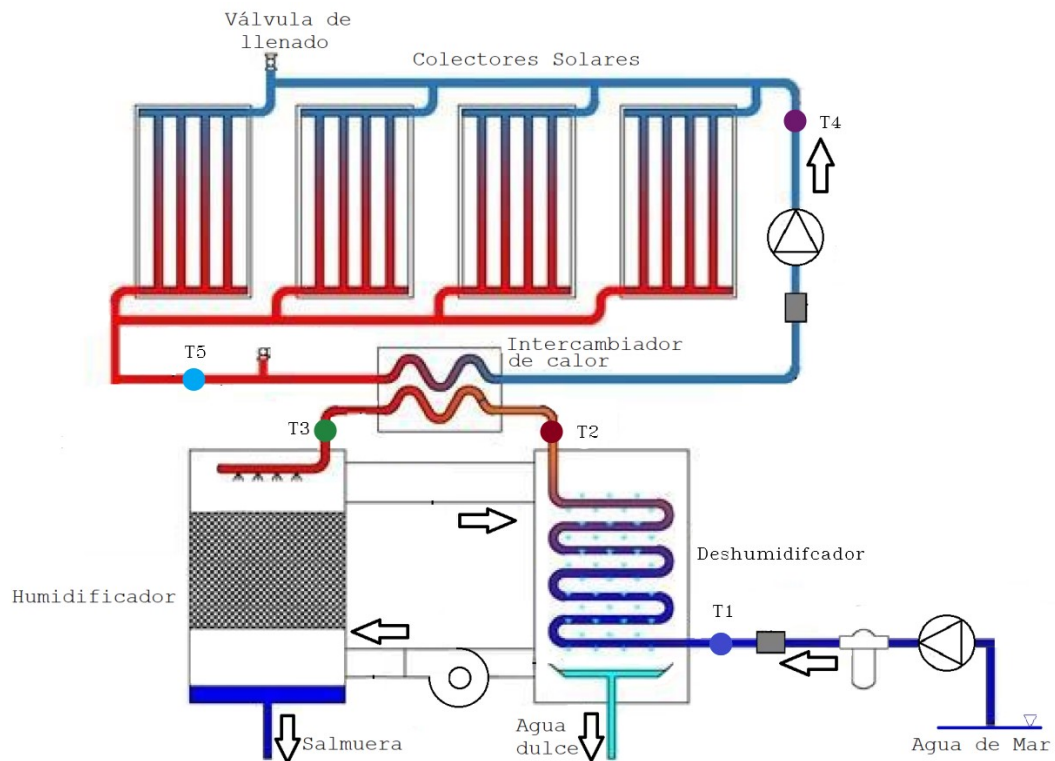 Válvula de
llenado
Colectores Solares
T4
T5
Intercambiador
de calor
T3
T2
Deshumidifcador
Humidificador
T1
Salmuera
Agua
dulce
Agua de Mar